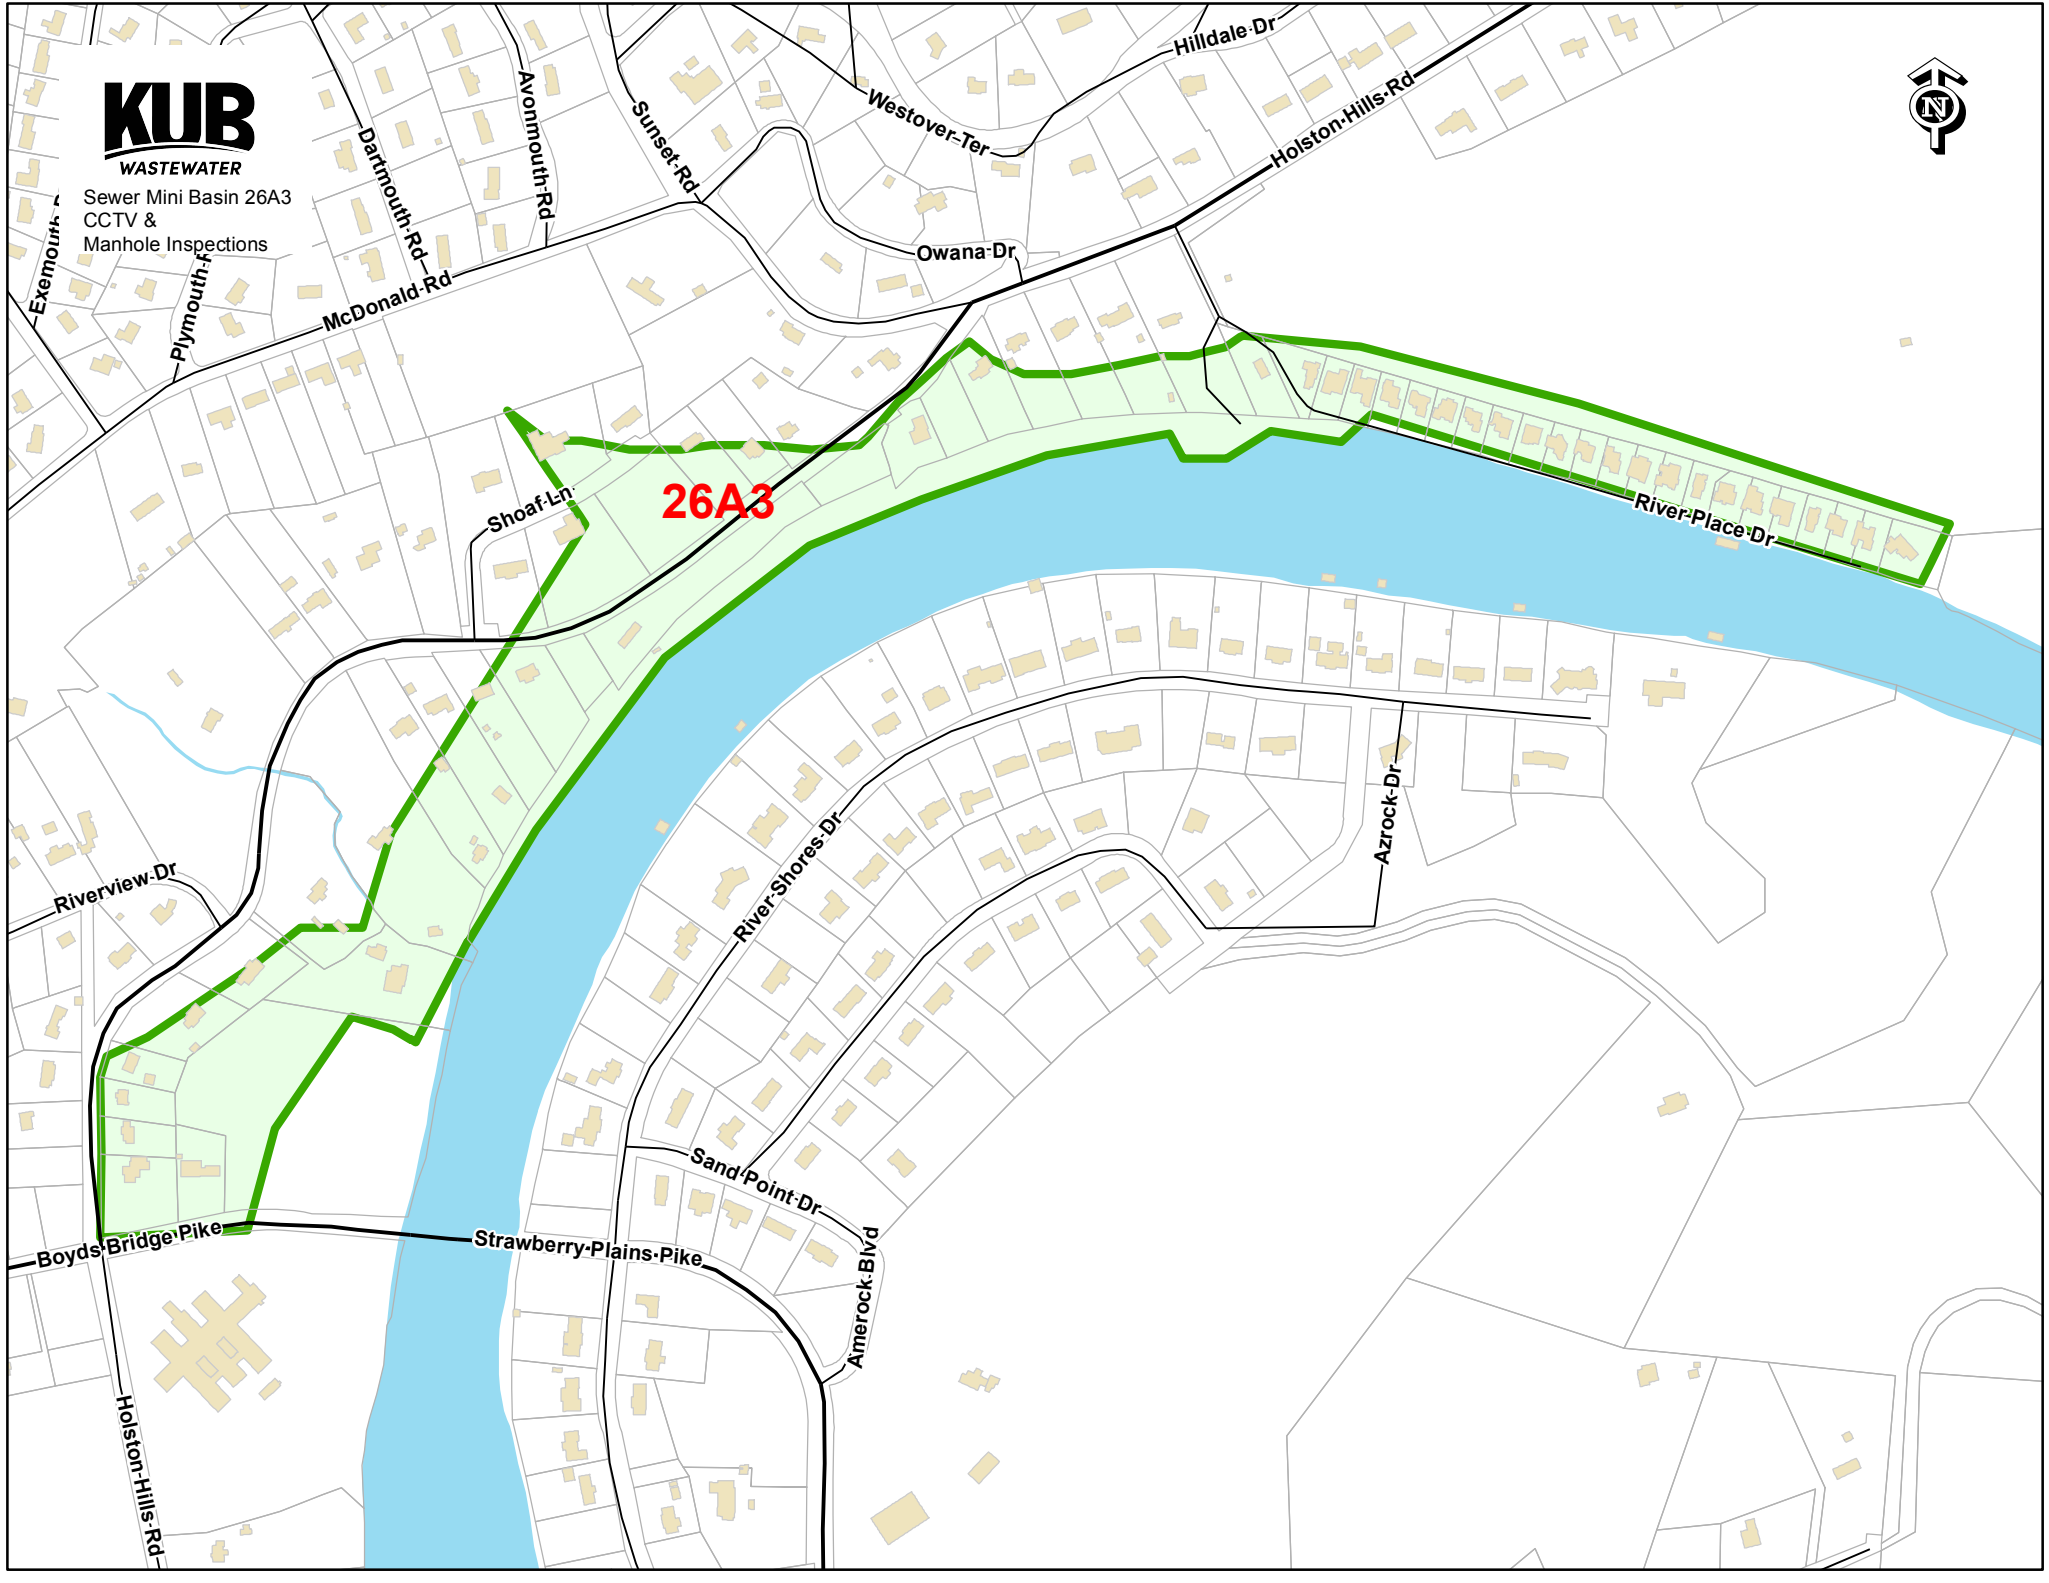 KUB
WASTEWATER
Sewer Mini Basin 26A3
CCTV &
Manhole Inspections
N
Hilldale Dr
Westover Ter
Holston Hills Rd
Avonmouth Rd
Dartmouth Rd
Sunset Rd
Exemouth
Plymouth
McDonald Rd
Owana Dr
Shoaf Ln
26A3
River Place Dr
Riverview Dr
River Shores Dr
Azrock Dr
Sand Point Dr
Boyds Bridge Pike
Strawberry Plains Pike
Amerock Blvd
Holston Hills Rd